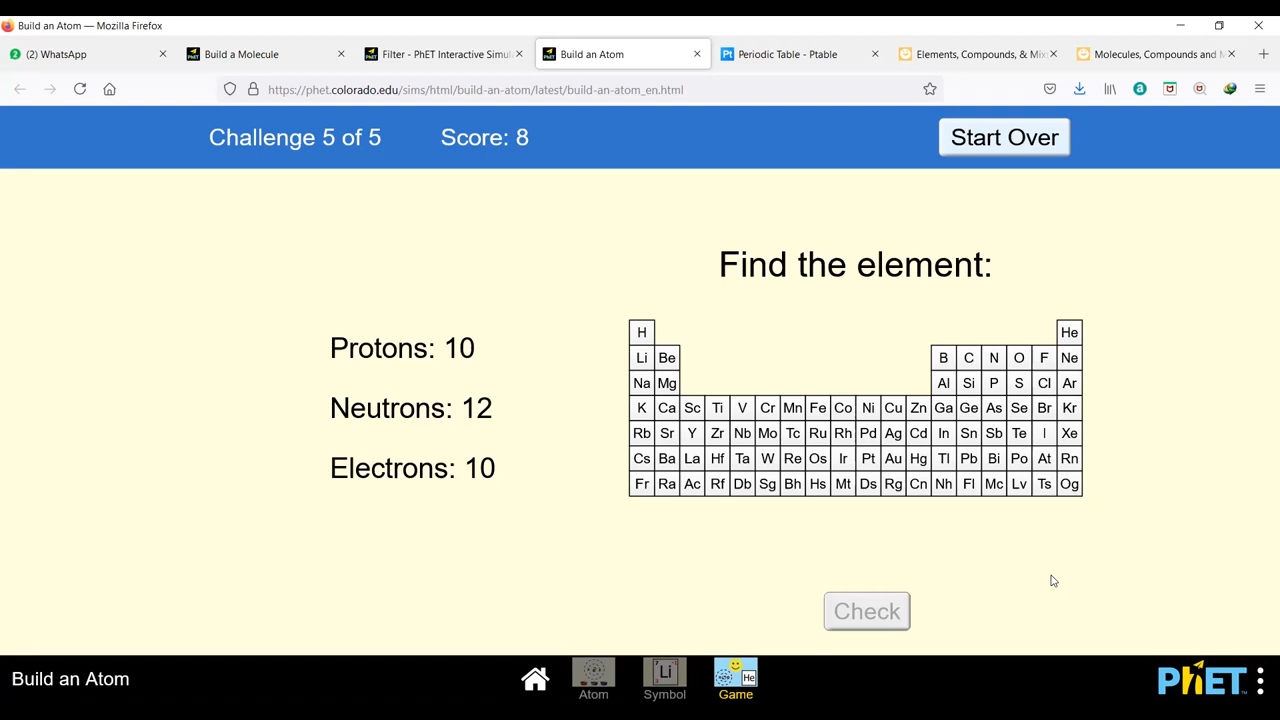 Build an Atom — Mozilla Firefox
(2) WhatsApp
Build a Molecule
Filter - PhET Interactive Simul
Build an Atom
Pt Periodic Table - Ptable
Elements, Compounds, & Mix
Molecules, Compounds and M
https://phet.colorado.edu/sims/html/build-an-atom/latest/build-an-atom_en.html
Challenge 5 of 5 Score: 8 Start Over
Find the element:
Protons: 10
Neutrons: 12
Electrons: 10
H He
Li Be B C N O F Ne
Na Mg Al Si P S Cl Ar
K Ca Sc Ti V Cr Mn Fe Co Ni Cu Zn Ga Ge As Se Br Kr
Rb Sr Y Zr Nb Mo Tc Ru Rh Pd Ag Cd In Sn Sb Te I Xe
Cs Ba La Hf Ta W Re Os Ir Pt Au Hg Tl Pb Bi Po At Rn
Fr Ra Ac Rf Db Sg Bh Hs Mt Ds Rg Cn Nh Fl Mc Lv Ts Og
Check
Build an Atom
Atom
Li
Symbol
He
Game
PhET